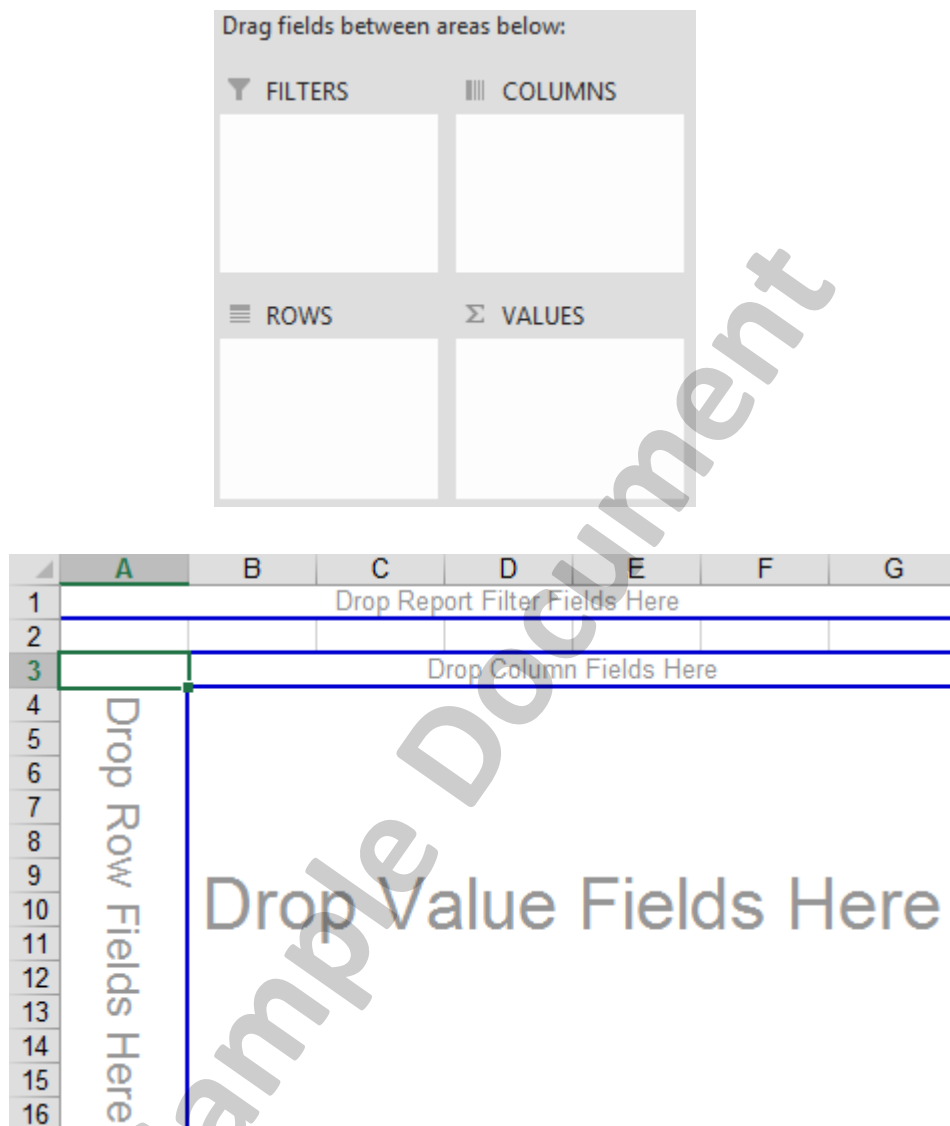 Drag fields between areas below:
FILTERS
COLUMNS
ROWS
Σ VALUES
A B C D E F G
1 Drop Report Filter Fields Here
2
3 Drop Column Fields Here
4
5
6
7
8
9
10
11
12
13
14
15
16
Drop Row Fields Here
Drop Value Fields Here
ample Document